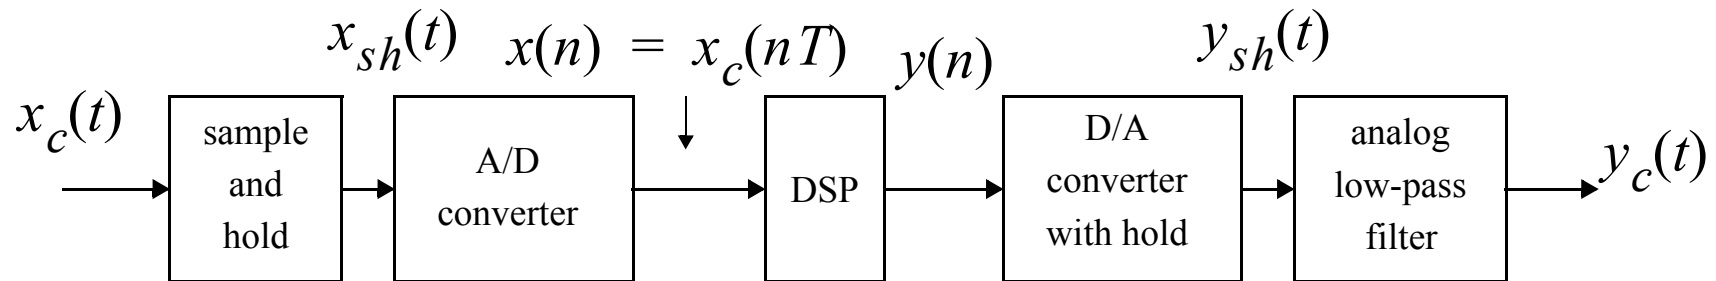 x_sh(t) x(n) = x_c(nT) y(n) y_sh(t)
x_c(t)
sample
and
hold
A/D
converter
DSP
D/A
converter
with hold
analog
low-pass
filter
y_c(t)